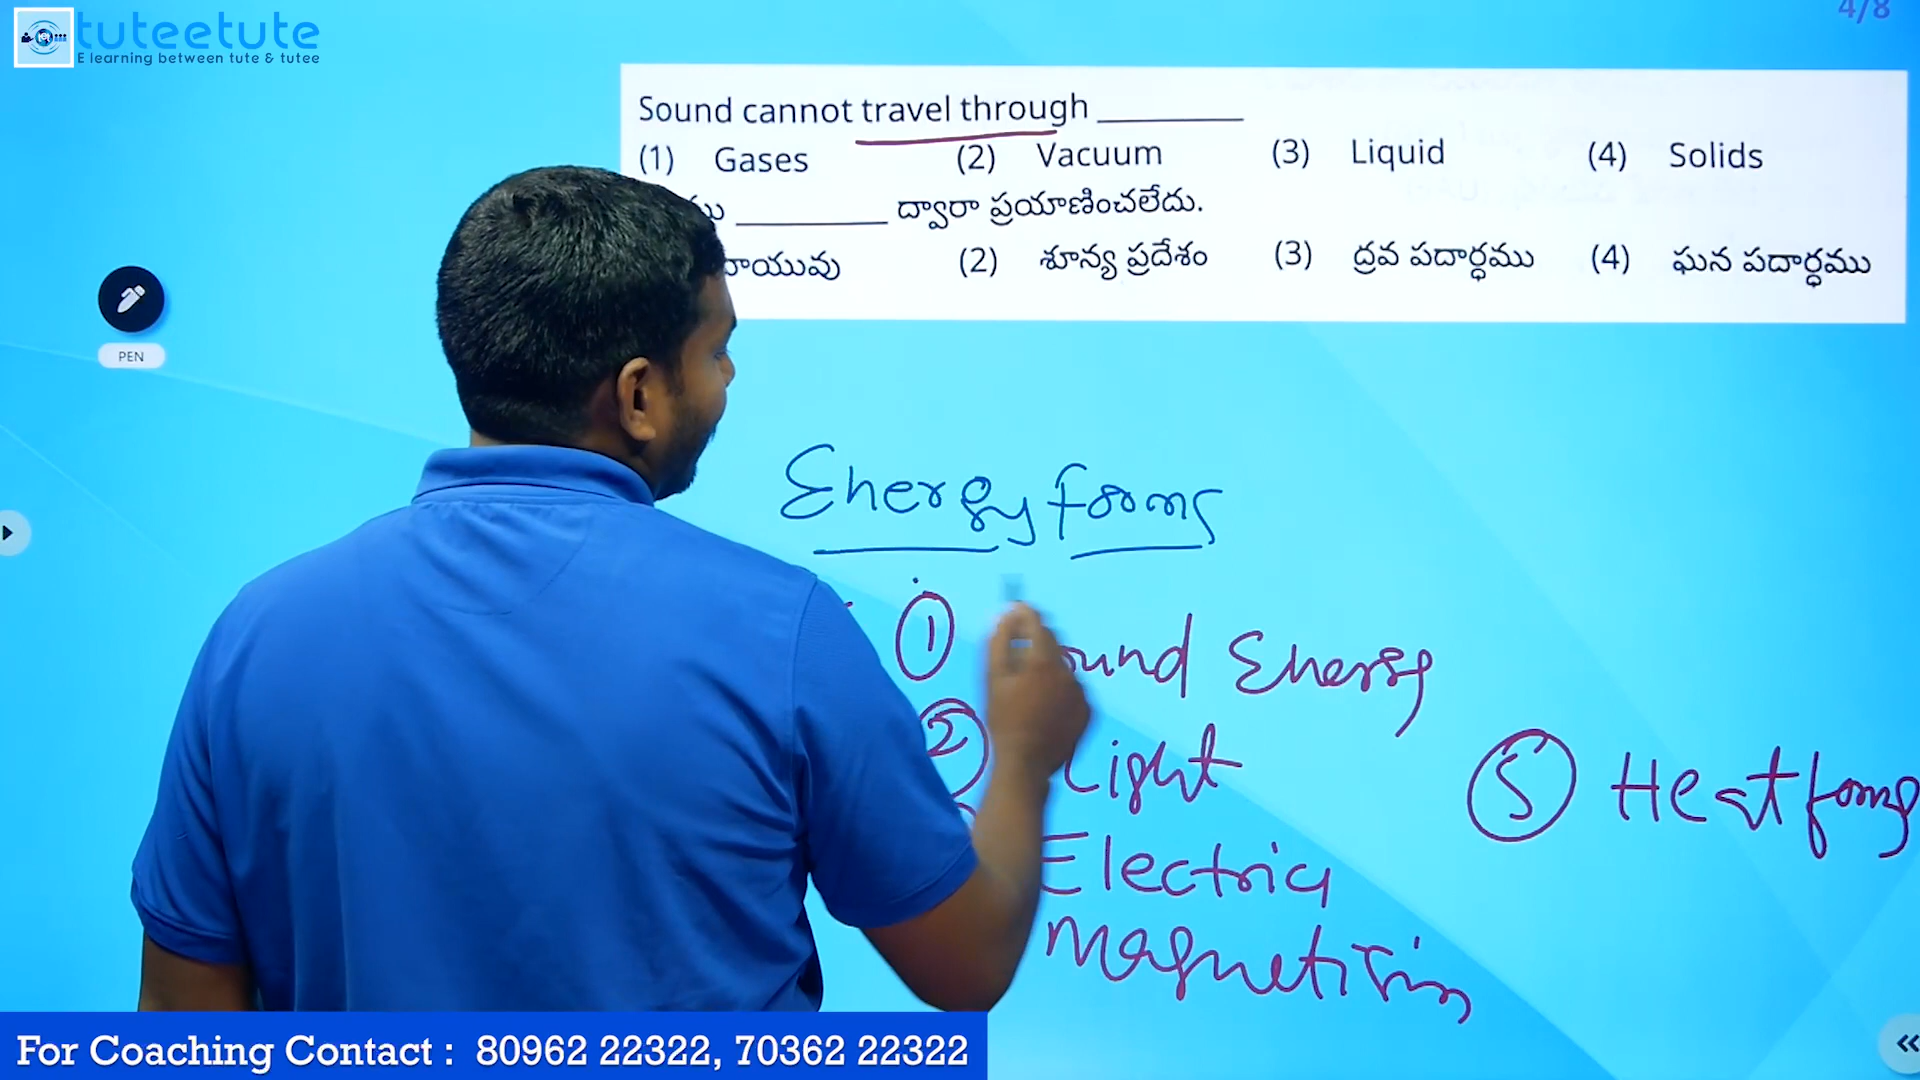 tuteetute
E learning between tute & tutee
4/8
Sound cannot travel through ________
(1) Gases (2) Vacuum (3) Liquid (4) Solids
________ ద్వారా ప్రయాణించలేదు.
వాయువు (2) శూన్య ప్రదేశం (3) ద్రవ పదార్థము (4) ఘన పదార్థము
PEN
Energy forms
1 ound Energy
2 Light
5 Heat forms
Electric
Magnetism
For Coaching Contact : 80962 22322, 70362 22322